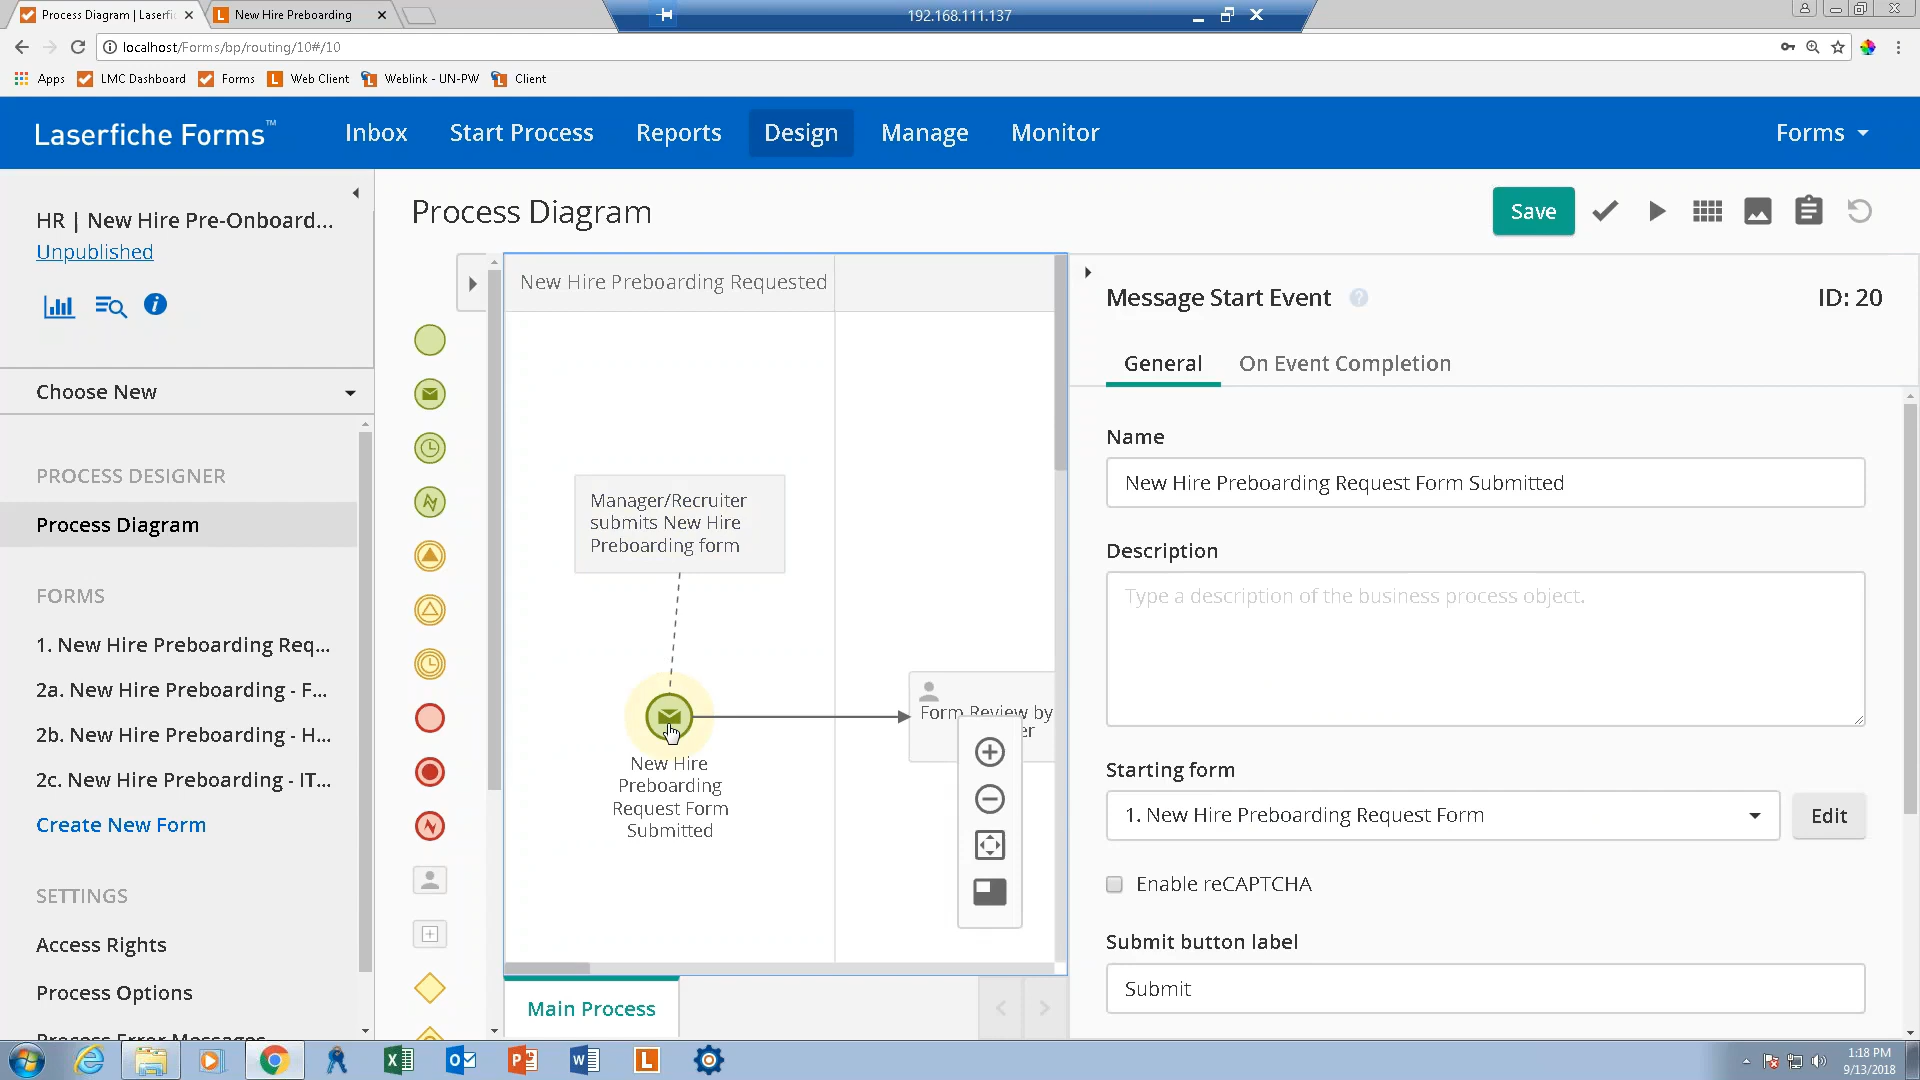 Process Diagram | Laserfi
New Hire Preboarding
192.168.111.137
localhost/Forms/bp/routing/10#/10
Apps
LMC Dashboard
Forms
Web Client
Weblink - UN-PW
Client
Laserfiche Forms™
Inbox
Start Process
Reports
Design
Manage
Monitor
Forms
HR | New Hire Pre-Onboard...
Unpublished
Choose New
PROCESS DESIGNER
Process Diagram
FORMS
1. New Hire Preboarding Req...
2a. New Hire Preboarding - F...
2b. New Hire Preboarding - H...
2c. New Hire Preboarding - IT...
Create New Form
SETTINGS
Access Rights
Process Options
Process Error Messages
Process Diagram
Save
New Hire Preboarding Requested
Manager/Recruiter
submits New Hire
Preboarding form
New Hire
Preboarding
Request Form
Submitted
Form Review by
er
Main Process
Message Start Event
ID: 20
General
On Event Completion
Name
New Hire Preboarding Request Form Submitted
Description
Type a description of the business process object.
Starting form
1. New Hire Preboarding Request Form
Edit
Enable reCAPTCHA
Submit button label
Submit
1:18 PM
9/13/2018